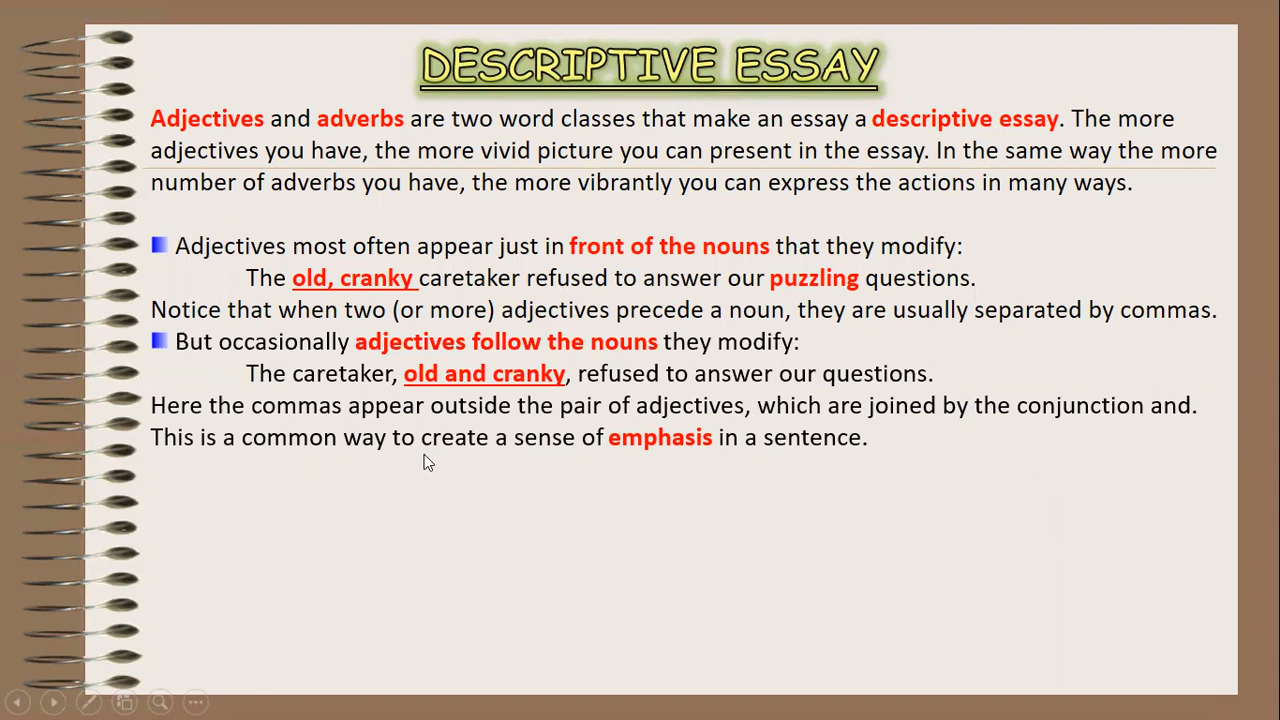 DESCRIPTIVE ESSAY
Adjectives and adverbs are two word classes that make an essay a descriptive essay. The more
adjectives you have, the more vivid picture you can present in the essay. In the same way the more
number of adverbs you have, the more vibrantly you can express the actions in many ways.
Adjectives most often appear just in front of the nouns that they modify:
The old, cranky caretaker refused to answer our puzzling questions.
Notice that when two (or more) adjectives precede a noun, they are usually separated by commas.
But occasionally adjectives follow the nouns they modify:
The caretaker, old and cranky, refused to answer our questions.
Here the commas appear outside the pair of adjectives, which are joined by the conjunction and.
This is a common way to create a sense of emphasis in a sentence.